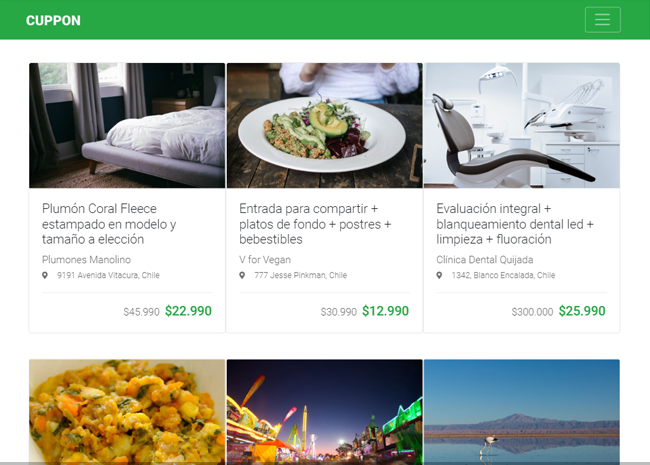 CUPPON
Plumón Coral Fleece
estampado en modelo y
tamaño a elección
Plumones Manolino
9191 Avenida Vitacura, Chile
$45.990 $22.990
Entrada para compartir +
platos de fondo + postres +
bebestibles
V for Vegan
777 Jesse Pinkman, Chile
$30.990 $12.990
Evaluación integral +
blanqueamiento dental led +
limpieza + fluoración
Clínica Dental Quijada
1342, Blanco Encalada, Chile
$300.000 $25.990